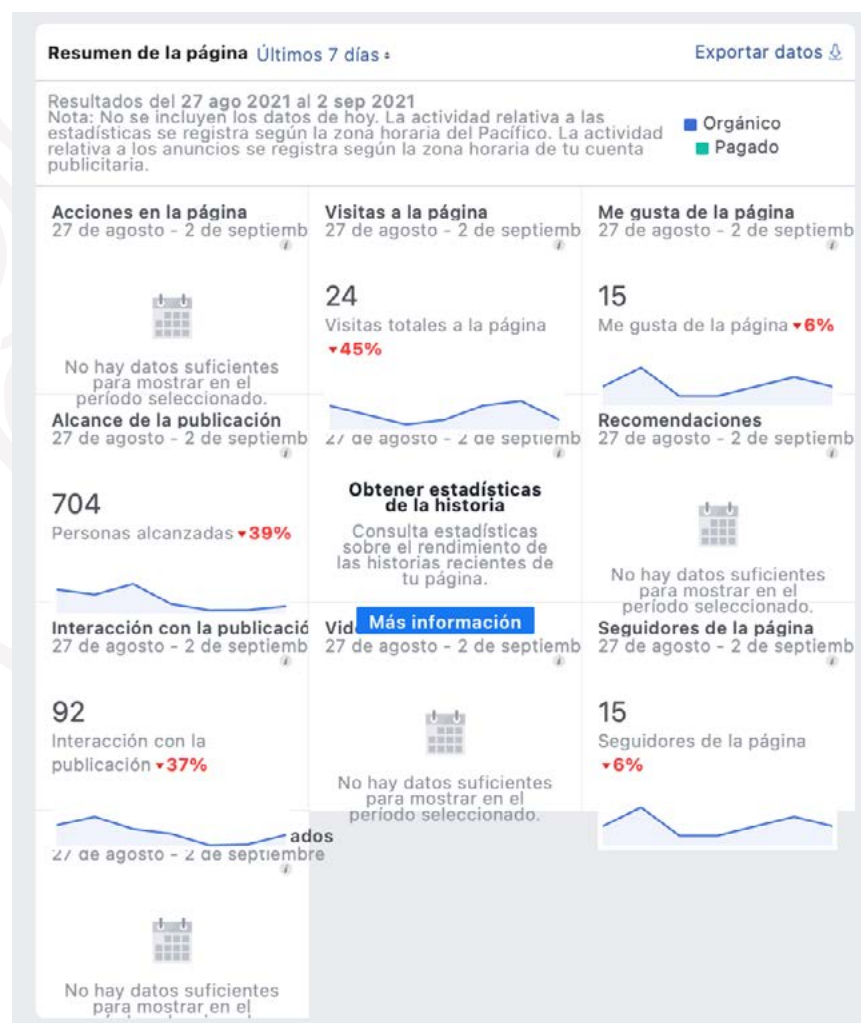 Resumen de la página Últimos 7 días
Exportar datos
Resultados del 27 ago 2021 al 2 sep 2021
Nota: No se incluyen los datos de hoy. La actividad relativa a las
estadísticas se registra según la zona horaria del Pacífico. La actividad
relativa a los anuncios se registra según la zona horaria de tu cuenta
publicitaria.
Orgánico
Pagado
Acciones en la página
27 de agosto - 2 de septiemb
No hay datos suficientes
para mostrar en el
período seleccionado.
Visitas a la página
27 de agosto - 2 de septiemb
24
Visitas totales a la página
▾45%
Me gusta de la página
27 de agosto - 2 de septiemb
15
Me gusta de la página ▾6%
Alcance de la publicación
27 de agosto - 2 de septiemb
704
Personas alcanzadas ▾39%
27 de agosto - 2 de septiemb
Obtener estadísticas
de la historia
Consulta estadísticas
sobre el rendimiento de
las historias recientes de
tu página.
Más información
Recomendaciones
27 de agosto - 2 de septiemb
No hay datos suficientes
para mostrar en el
período seleccionado.
Interacción con la publicació
27 de agosto - 2 de septiemb
92
Interacción con la
publicación ▾37%
Vid
27 de agosto - 2 de septiemb
No hay datos suficientes
para mostrar en el
período seleccionado.
Seguidores de la página
27 de agosto - 2 de septiemb
15
Seguidores de la página
▾6%
ados
27 de agosto - 2 de septiembre
No hay datos suficientes
para mostrar en el